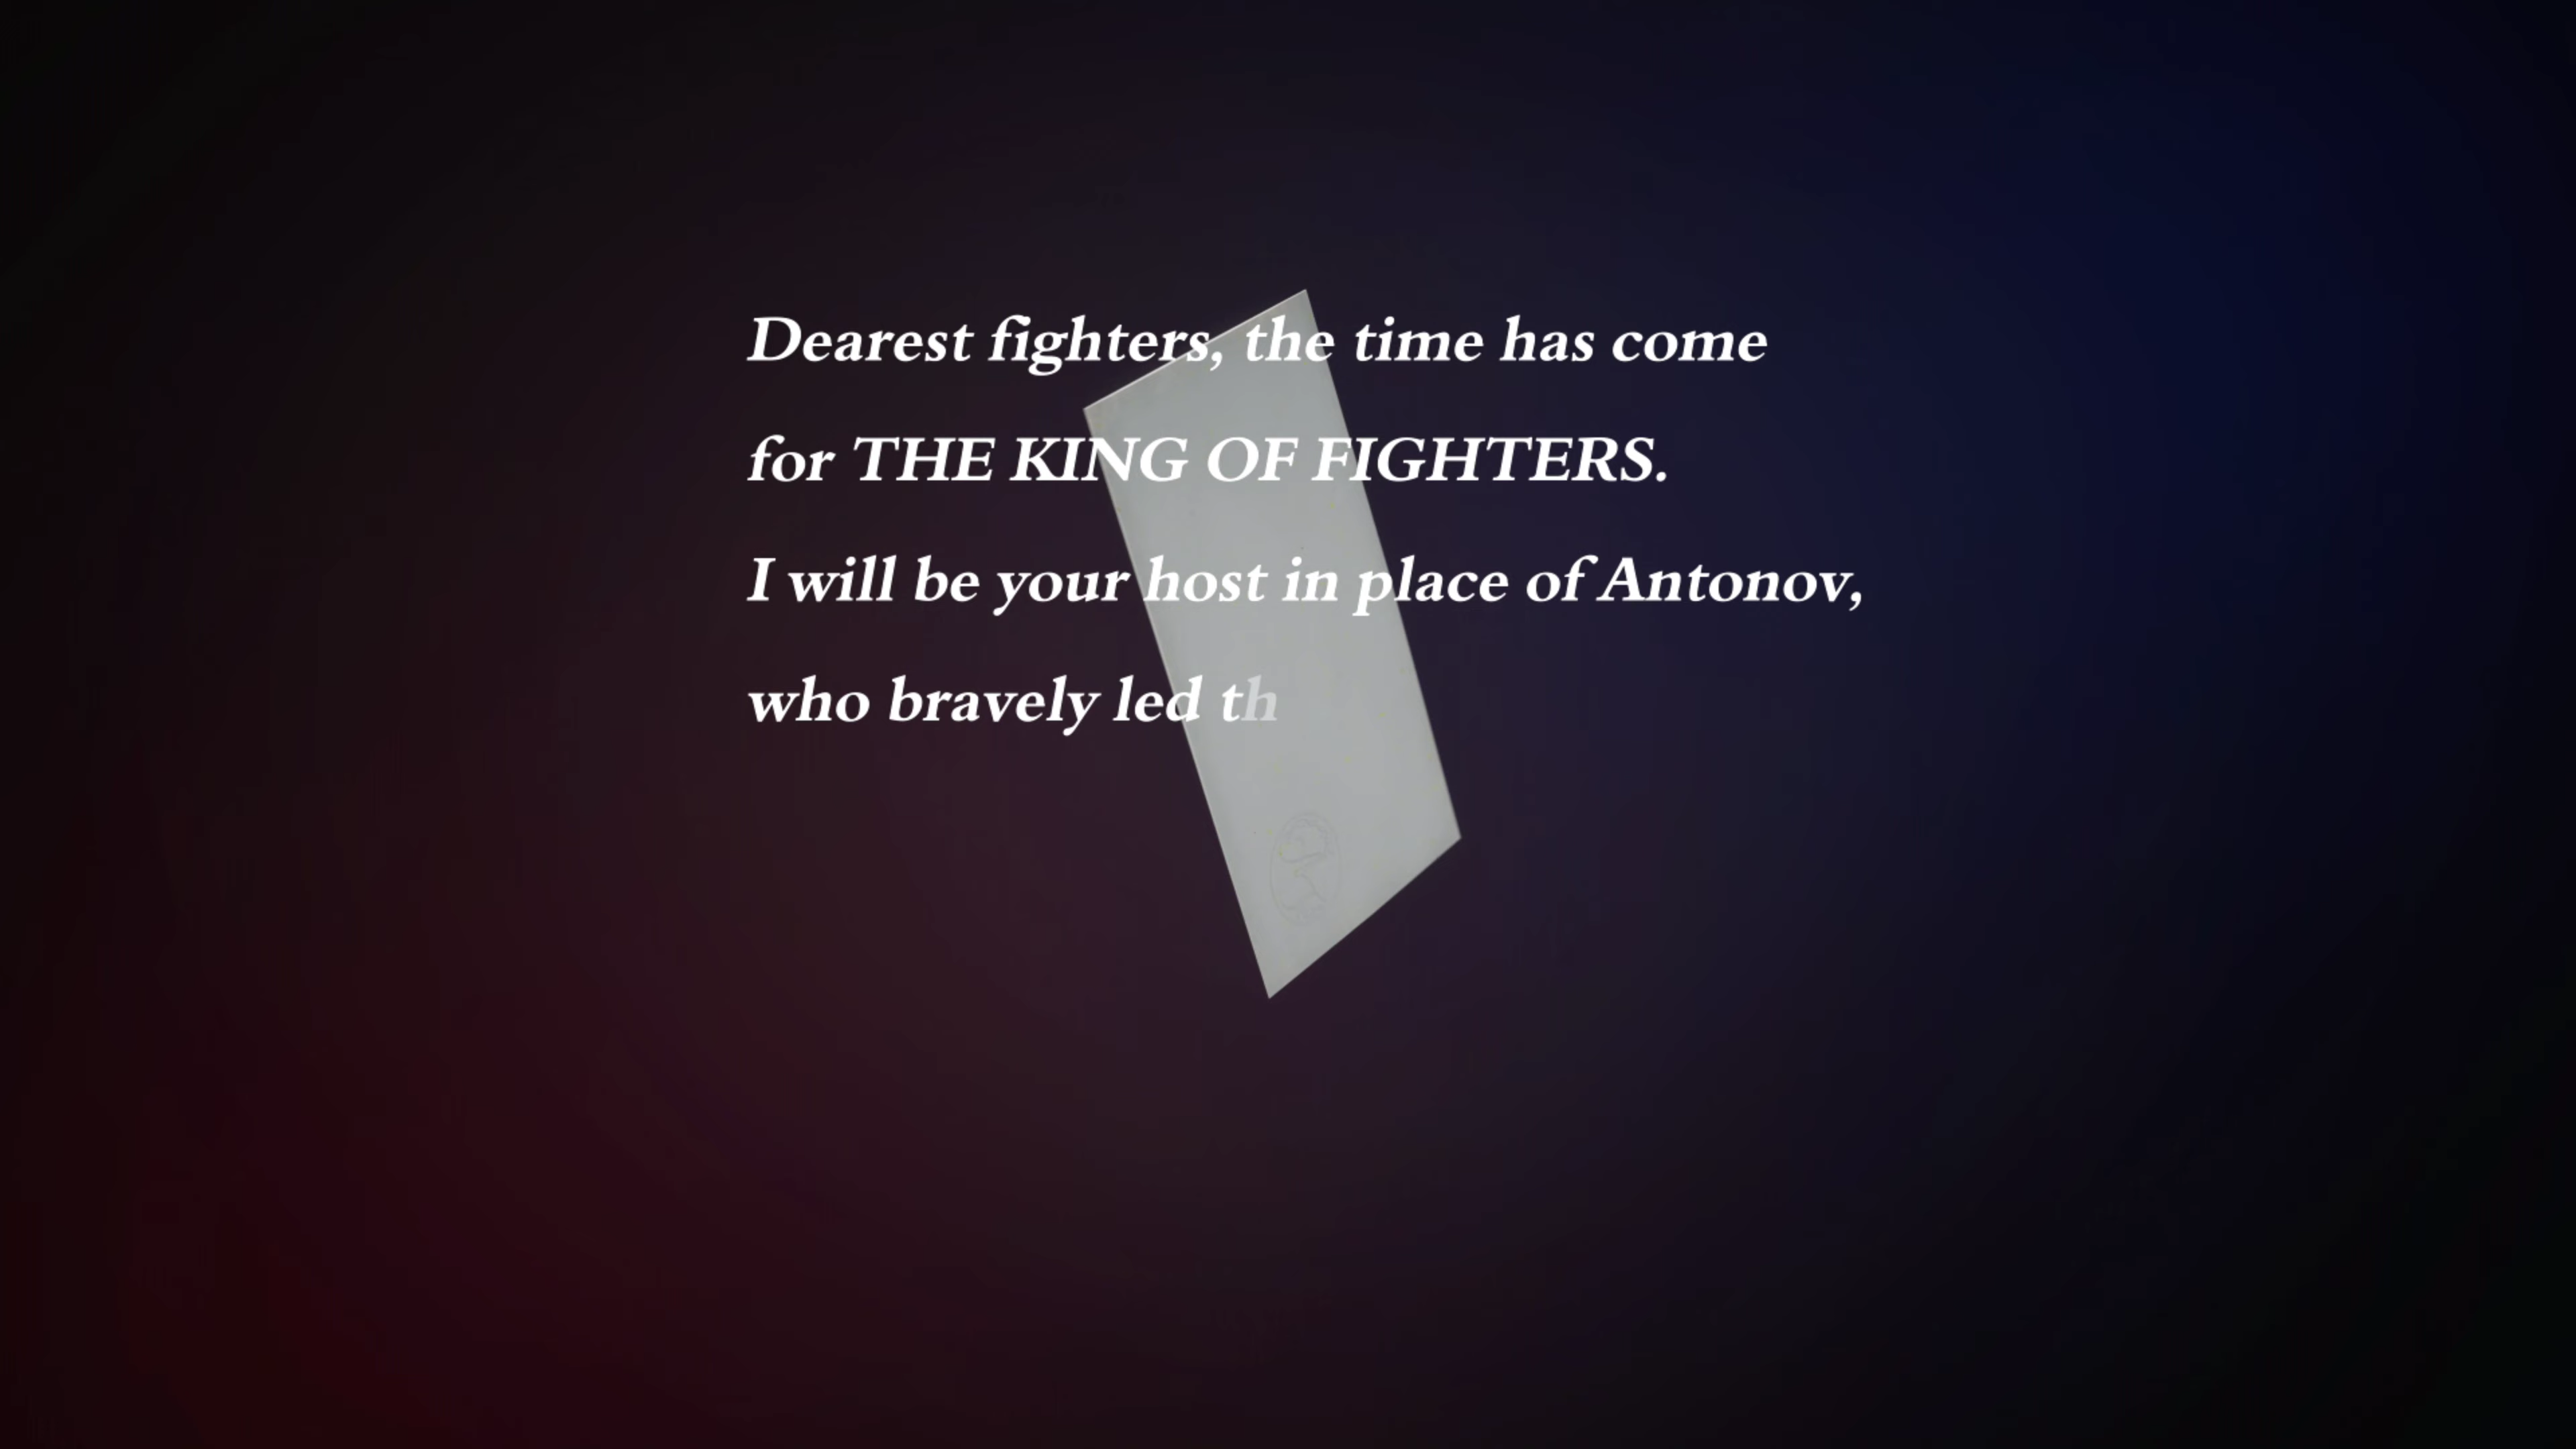 Dearest fighters, the time has come
for THE KING OF FIGHTERS.
I will be your host in place of Antonov,
who bravely led th